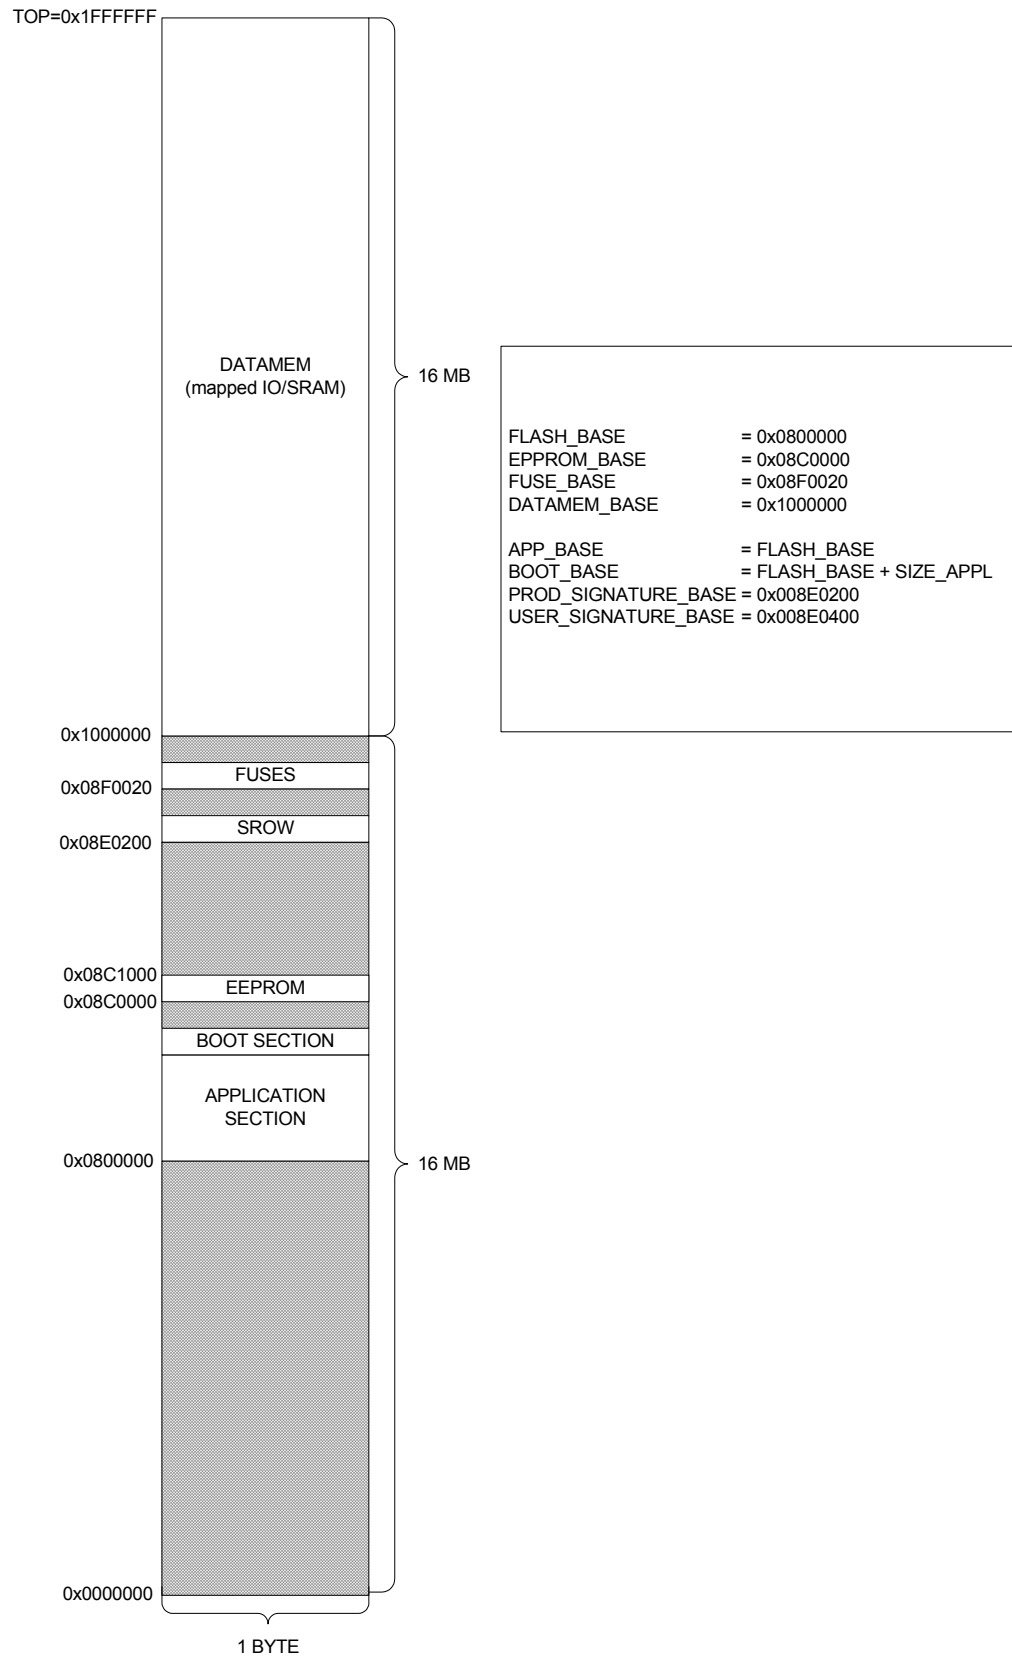 TOP=0x1FFFFFF
DATAMEM
(mapped IO/SRAM)
16 MB
FLASH_BASE = 0x0800000
EPPROM_BASE = 0x08C0000
FUSE_BASE = 0x08F0020
DATAMEM_BASE = 0x1000000
APP_BASE = FLASH_BASE
BOOT_BASE = FLASH_BASE + SIZE_APPL
PROD_SIGNATURE_BASE = 0x008E0200
USER_SIGNATURE_BASE = 0x008E0400
0x1000000
FUSES
0x08F0020
SROW
0x08E0200
0x08C1000
EEPROM
0x08C0000
BOOT SECTION
APPLICATION
SECTION
0x0800000
16 MB
0x0000000
1 BYTE